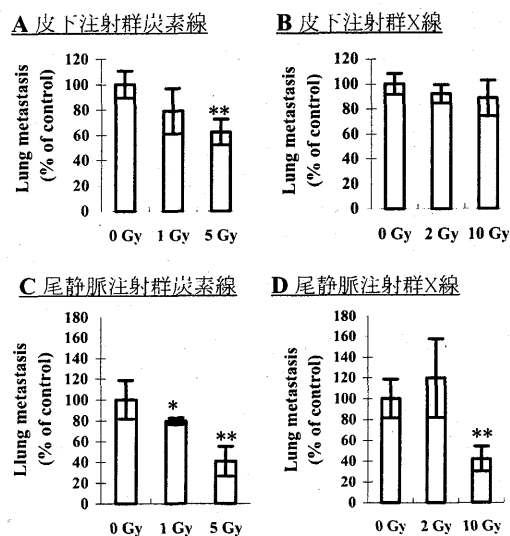 A 皮下注射群炭素線
Lung metastasis
(% of control)
120
100
80
60
40
20
0
**
0 Gy 1 Gy 5 Gy
B 皮下注射群X線
Lung metastasis
(% of control)
120
100
80
60
40
20
0
0 Gy 2 Gy 10 Gy
C 尾静脈注射群炭素線
Llung metastasis
(% of control)
180
160
140
120
100
80
60
40
20
0
*
**
0 Gy 1 Gy 5 Gy
D 尾静脈注射群X線
Lung metastasis
(% of control)
180
160
140
120
100
80
60
40
20
0
**
0 Gy 2 Gy 10 Gy